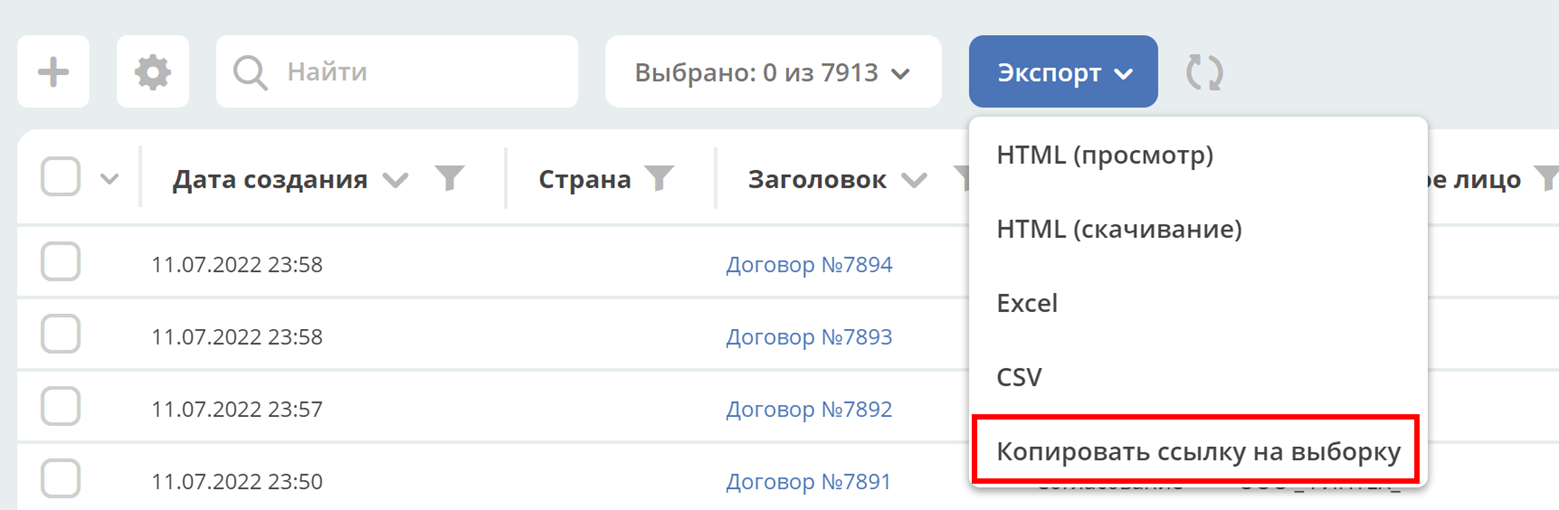 Найти
Выбрано: 0 из 7913
Экспорт
HTML (просмотр)
HTML (скачивание)
Excel
CSV
Копировать ссылку на выборку
Дата создания Страна Заголовок лицо
11.07.2022 23:58 Договор №7894
11.07.2022 23:58 Договор №7893
11.07.2022 23:57 Договор №7892
11.07.2022 23:50 Договор №7891